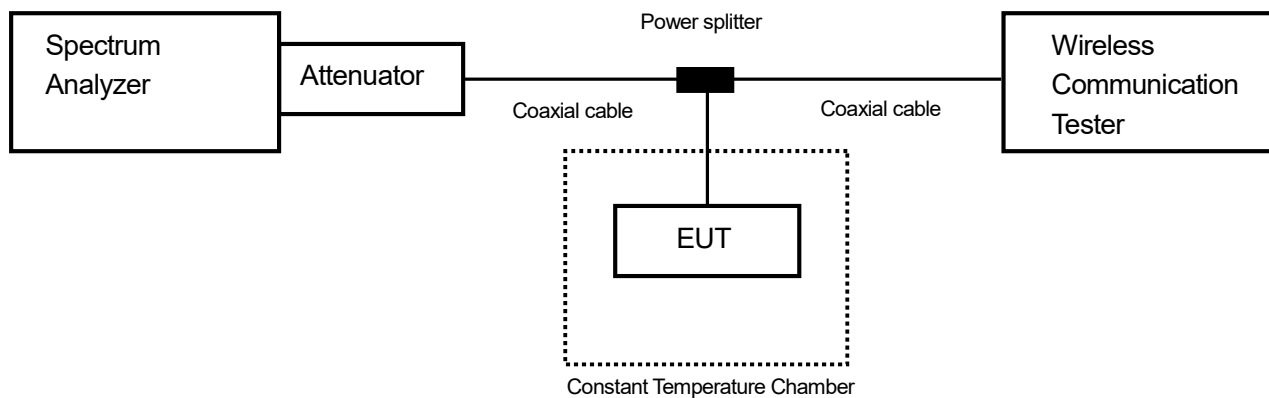 Power splitter
Spectrum
Analyzer
Attenuator
Wireless
Communication
Tester
Coaxial cable
Coaxial cable
EUT
Constant Temperature Chamber